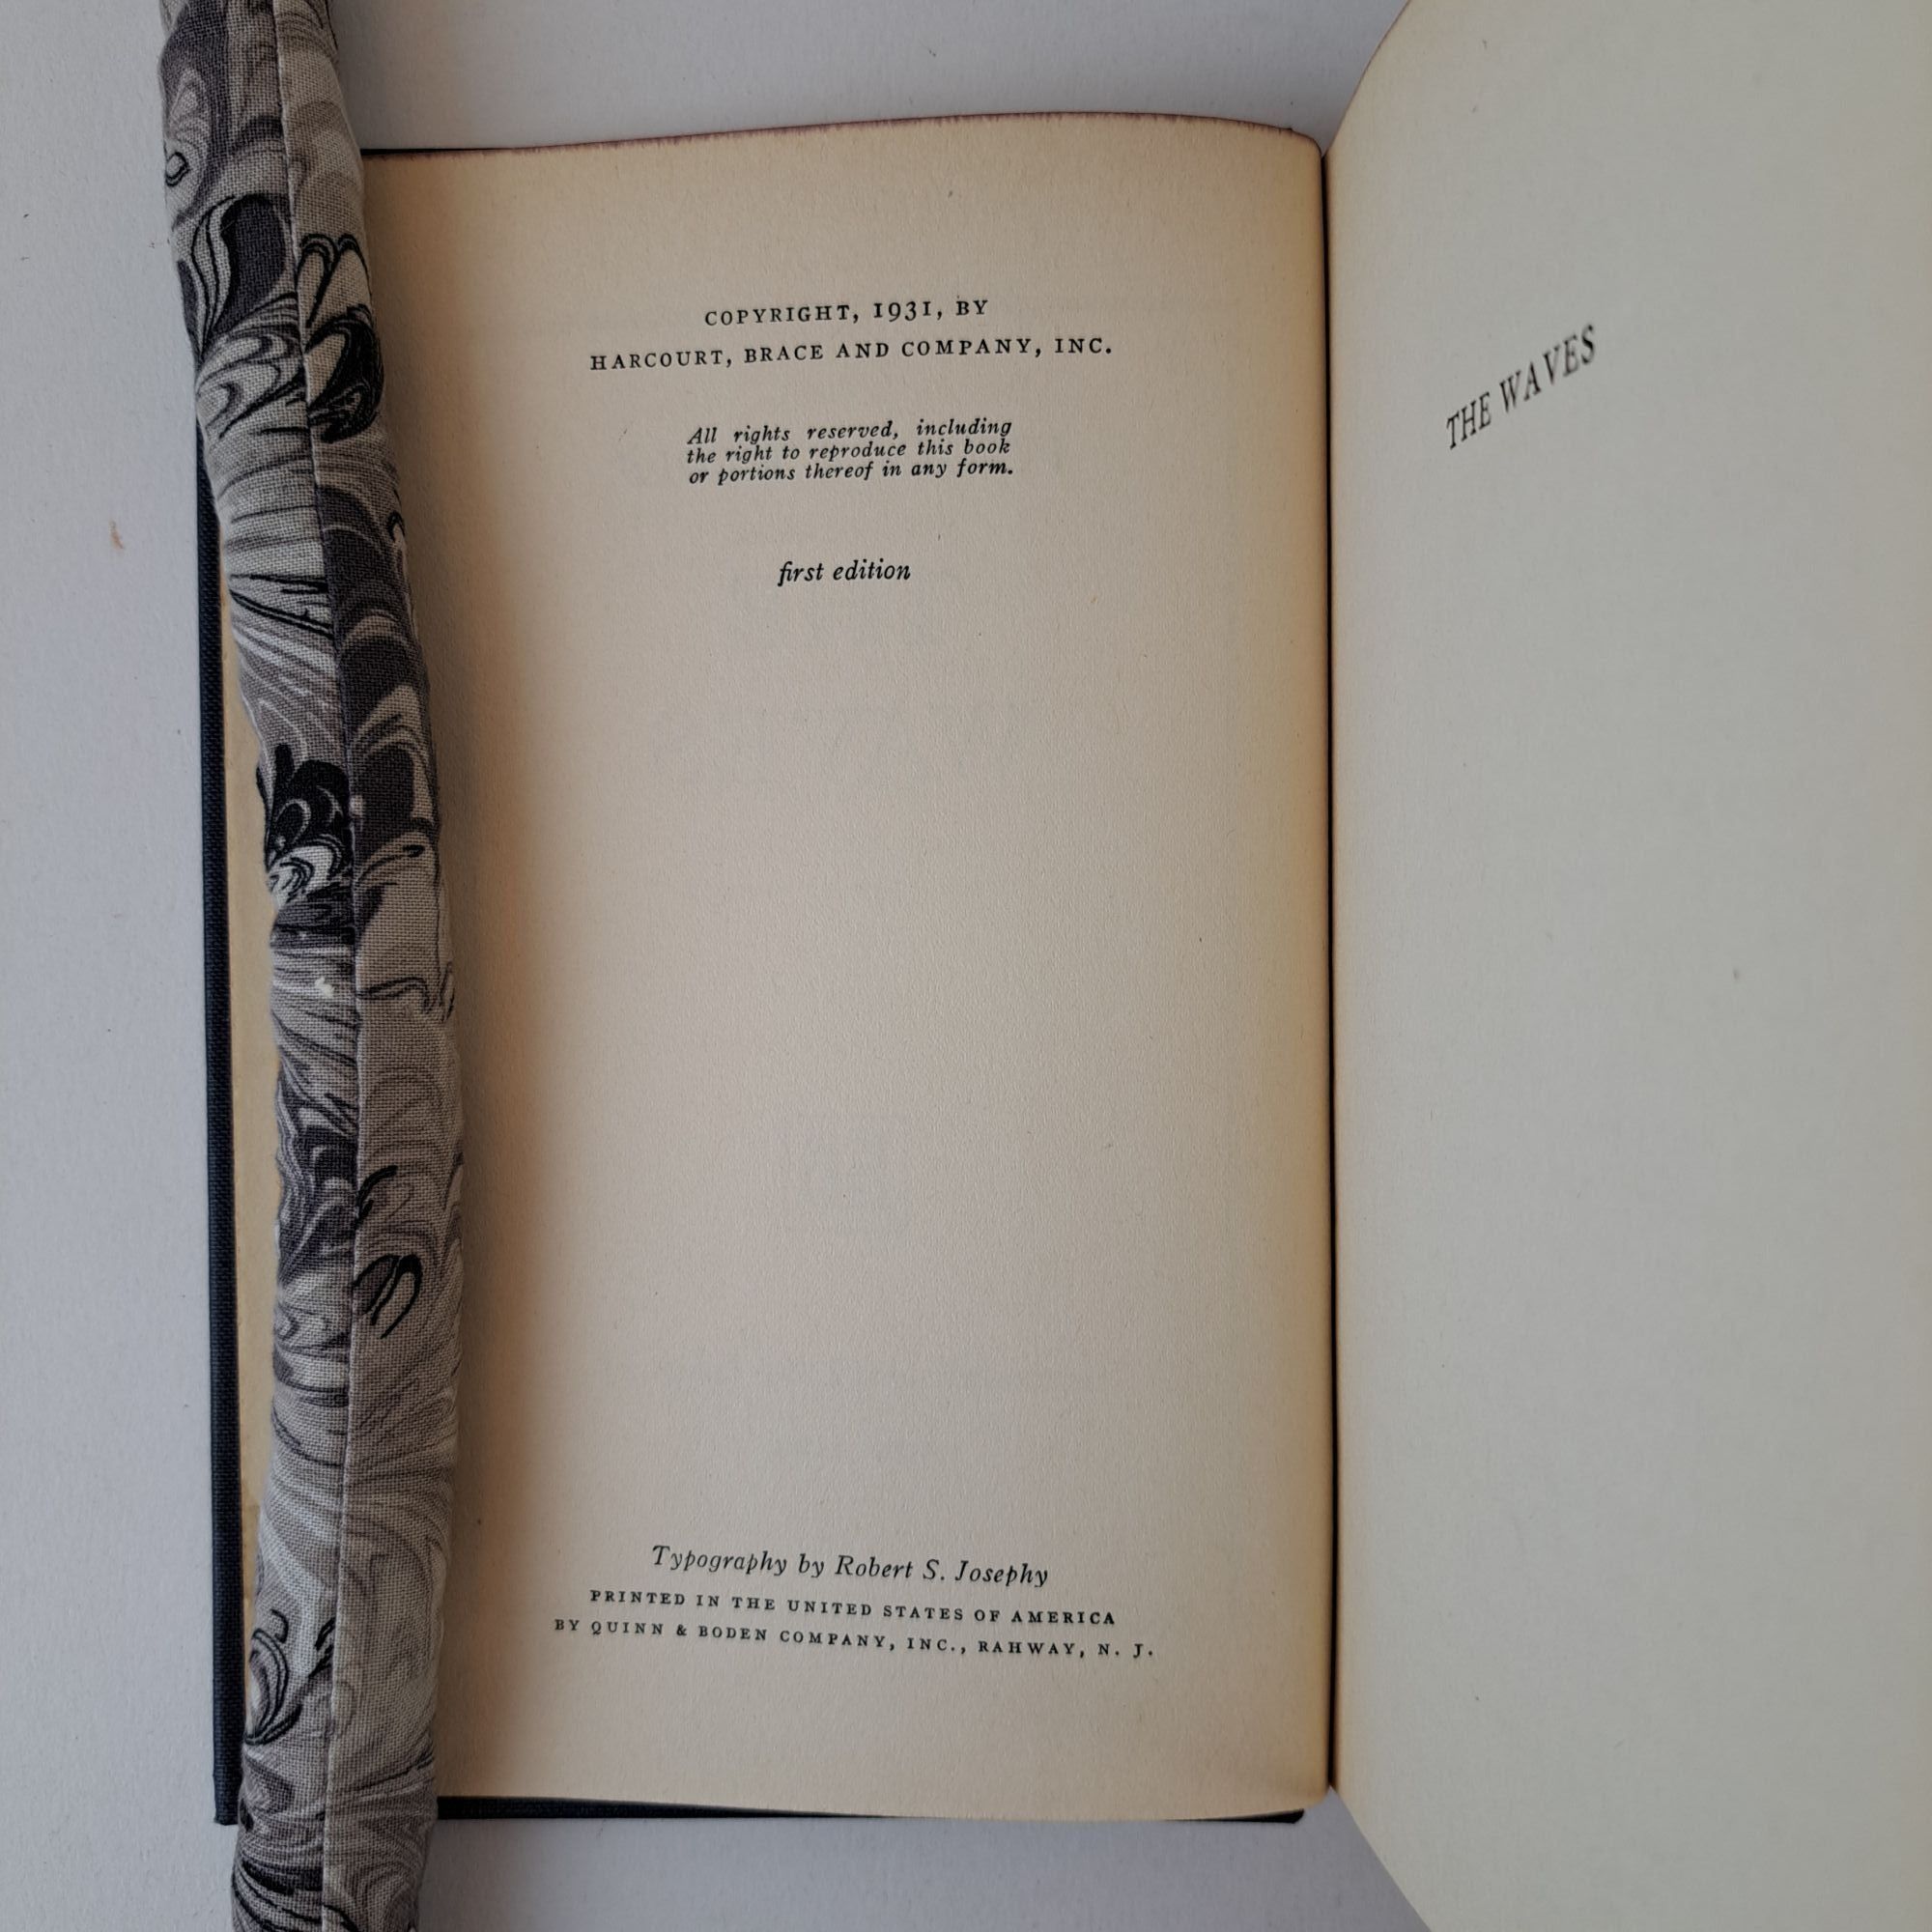 COPYRIGHT, 1931, BY
HARCOURT, BRACE AND COMPANY, INC.
All rights reserved, including
the right to reproduce this book
or portions thereof in any form.
first edition
Typography by Robert S. Josephy
PRINTED IN THE UNITED STATES OF AMERICA
BY QUINN & BODEN COMPANY, INC., RAHWAY, N. J.
THE WAVES